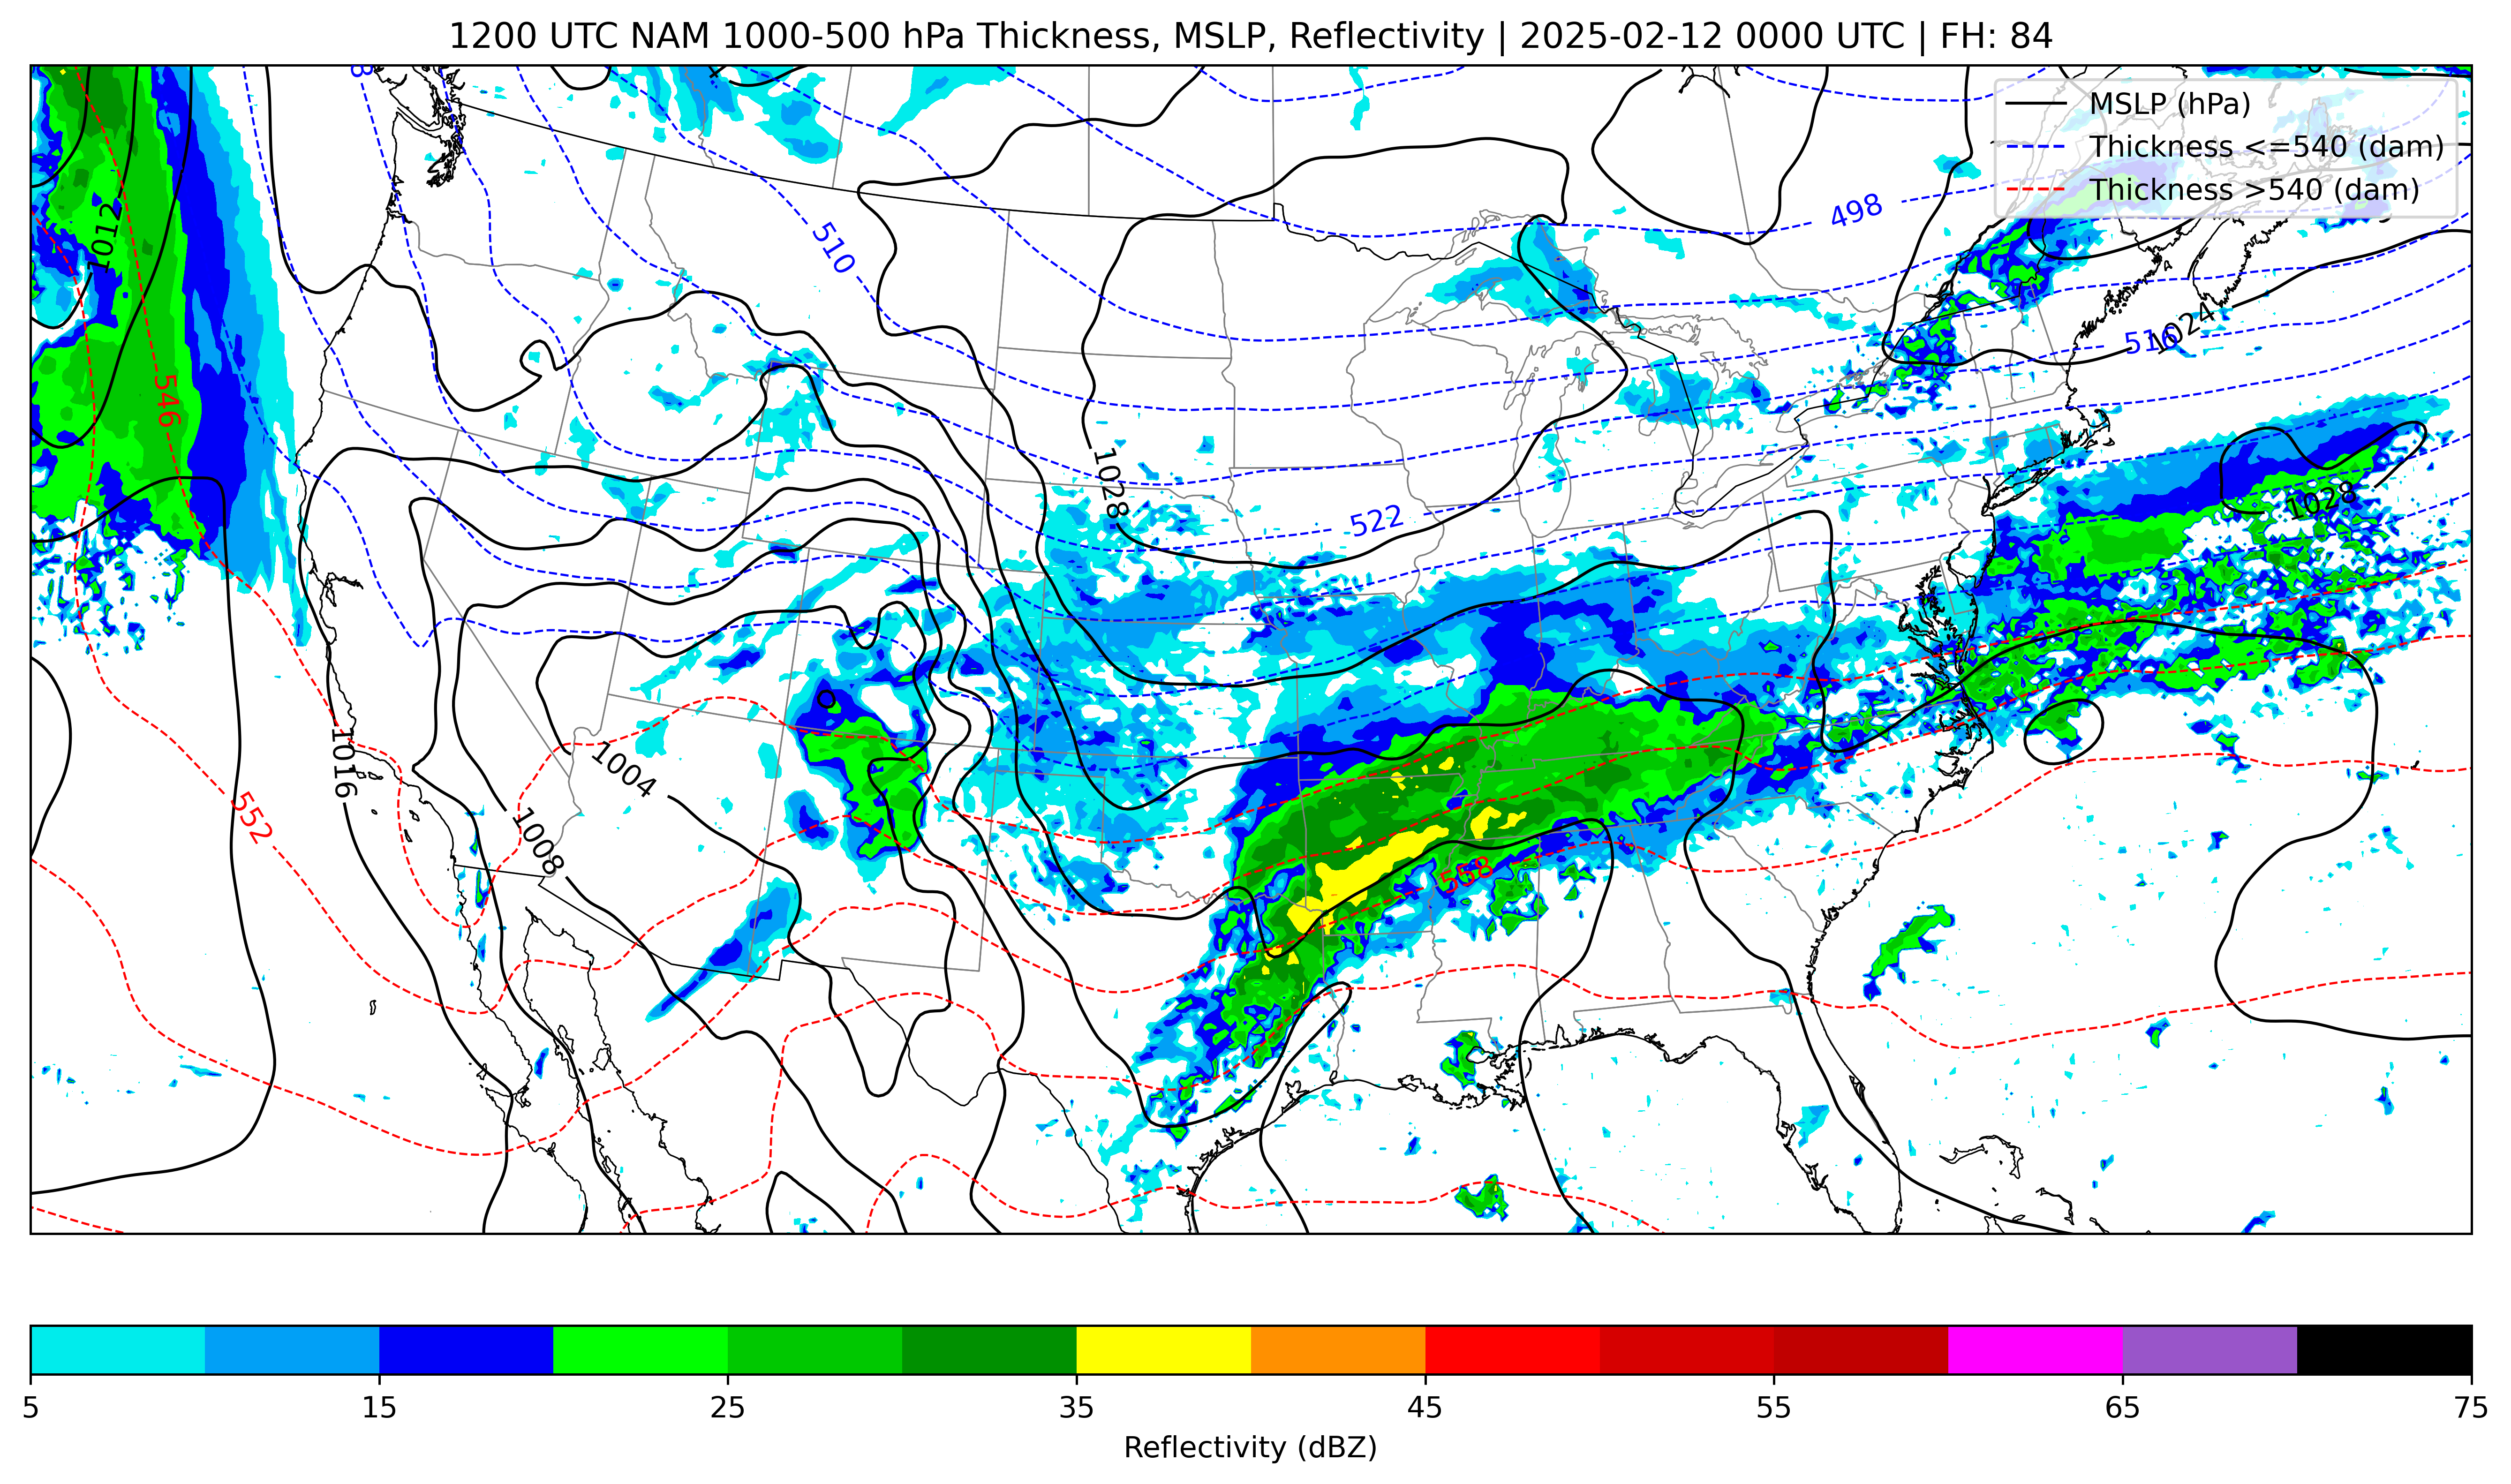 1200 UTC NAM 1000-500 hPa Thickness, MSLP, Reflectivity | 2025-02-12 0000 UTC | FH: 84
MSLP (hPa)
Thickness <=540 (dam)
Thickness >540 (dam)
1012
510
498
1024
516
546
1028
1028
522
1016
1004
552
1008
558
5 15 25 35 45 55 65 75
Reflectivity (dBZ)